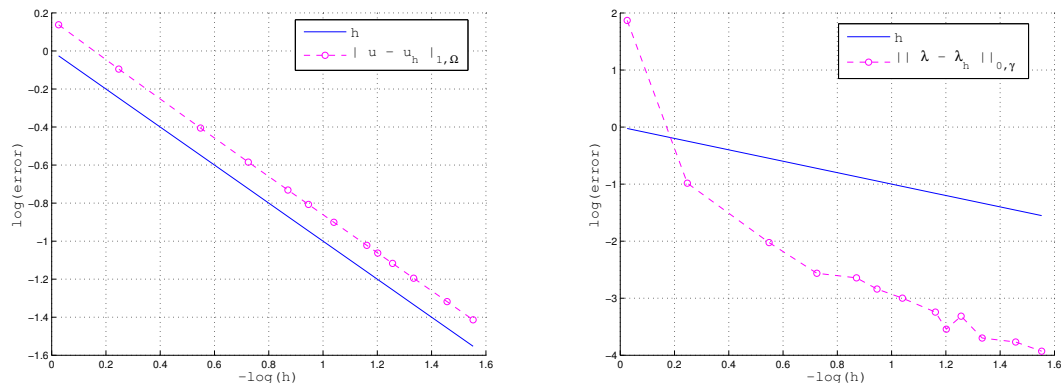 0.2
0
-0.2
-0.4
-0.6
-0.8
-1
-1.2
-1.4
-1.6
log(error)
h
| u - u_h |_1,Ω
0 0.2 0.4 0.6 0.8 1 1.2 1.4 1.6
-log(h)
2
1
0
-1
-2
-3
-4
log(error)
h
|| λ - λ_h ||_0,γ
0 0.2 0.4 0.6 0.8 1 1.2 1.4 1.6
-log(h)